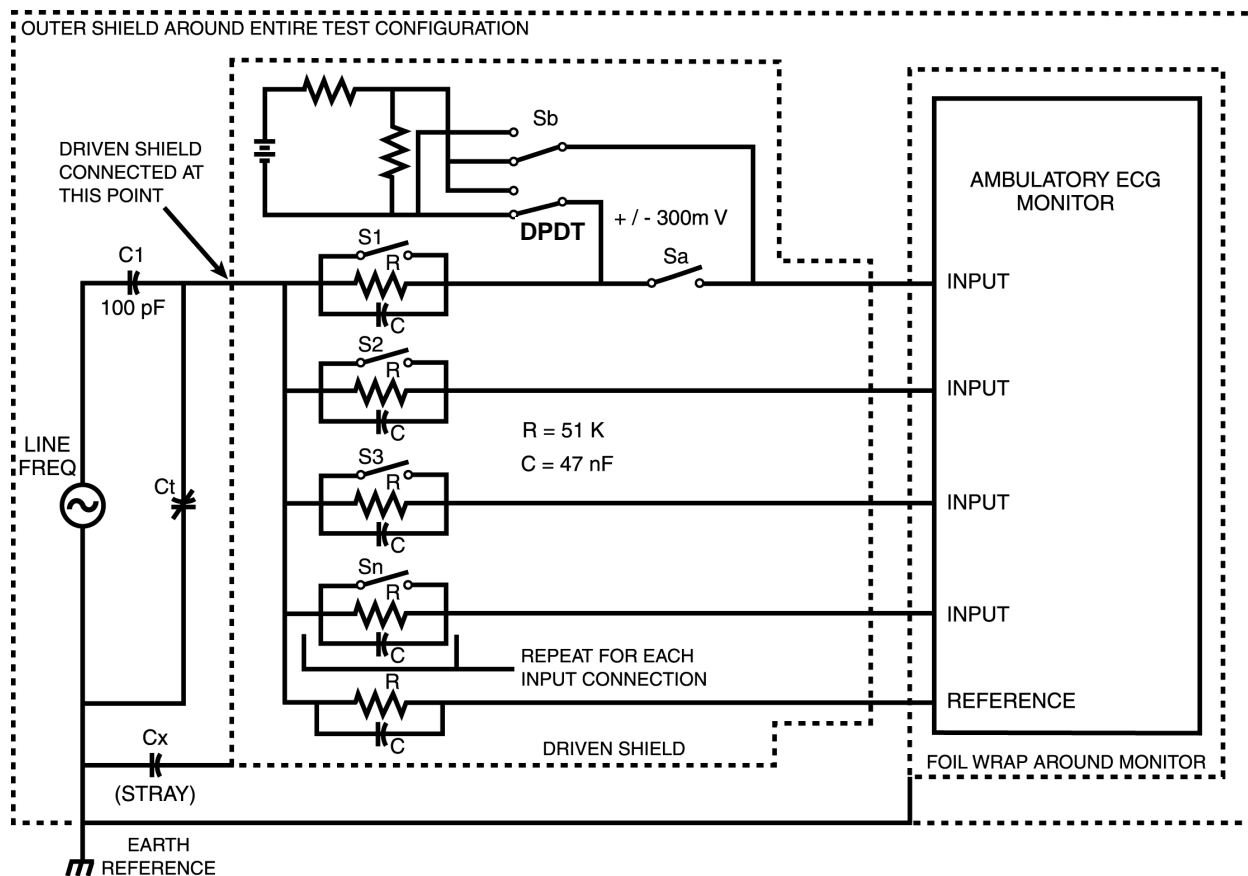 OUTER SHIELD AROUND ENTIRE TEST CONFIGURATION
DRIVEN SHIELD
CONNECTED AT
THIS POINT
Sb
DPDT
+ / - 300m V
Sa
AMBULATORY ECG
MONITOR
C1
100 pF
S1
R
C
INPUT
S2
R
C
INPUT
R = 51 K
C = 47 nF
LINE
FREQ
Ct
S3
R
C
INPUT
Sn
R
C
INPUT
REPEAT FOR EACH
INPUT CONNECTION
R
C
REFERENCE
Cx
(STRAY)
DRIVEN SHIELD
FOIL WRAP AROUND MONITOR
EARTH
REFERENCE